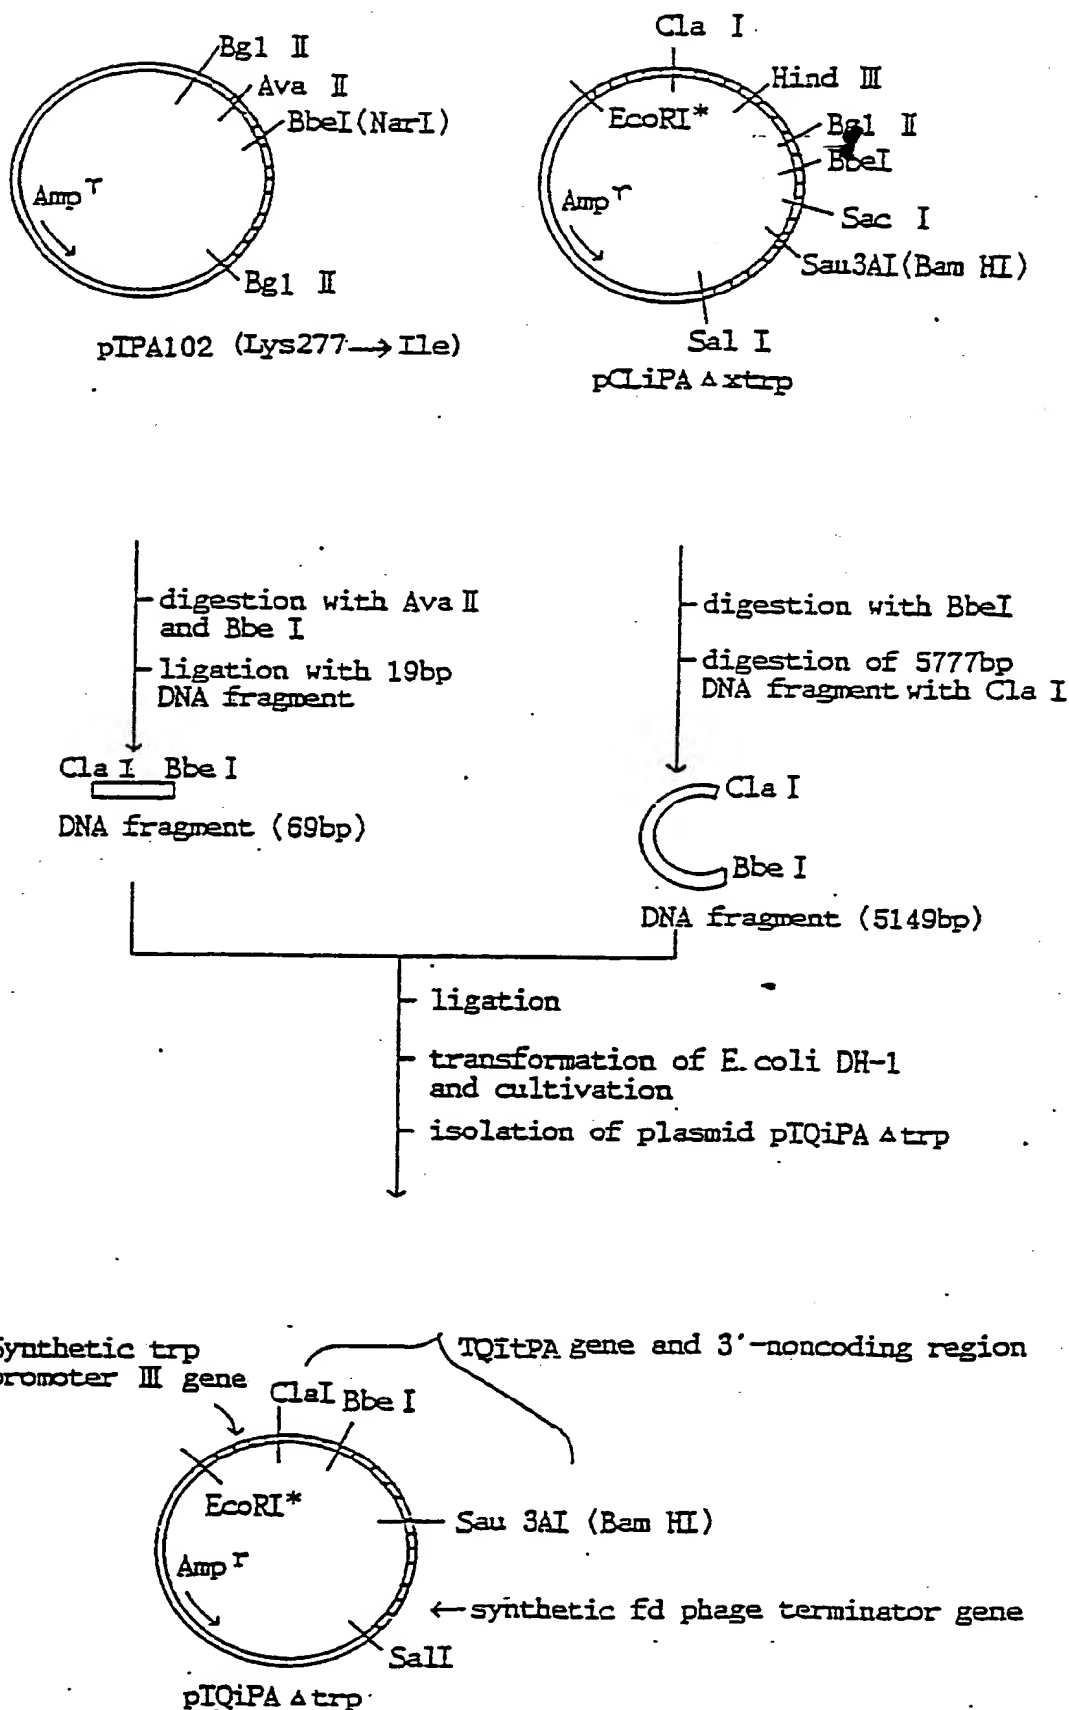 Bgl II
Ava II
BbeI(NarI)
Amp r
Bgl II
pTPA102 (Lys277→Ile)
Cla I
Hind III
EcoRI*
Bgl II
BbeI
Amp r
Sac I
Sau3AI(Bam HI)
Sal I
pCLiPA Δxtrp
digestion with Ava II
and Bbe I
ligation with 19bp
DNA fragment
Cla I Bbe I
DNA fragment (69bp)
digestion with BbeI
digestion of 5777bp
DNA fragment with Cla I
Cla I
Bbe I
DNA fragment (5149bp)
ligation
transformation of E.coli DH-1
and cultivation
isolation of plasmid pTQiPA Δtrp
Synthetic trp
promoter III gene
TQitPA gene and 3′-noncoding region
ClaI Bbe I
EcoRI*
Sau 3AI (Bam HI)
Amp r
←synthetic fd phage terminator gene
SalI
pTQiPA Δtrp